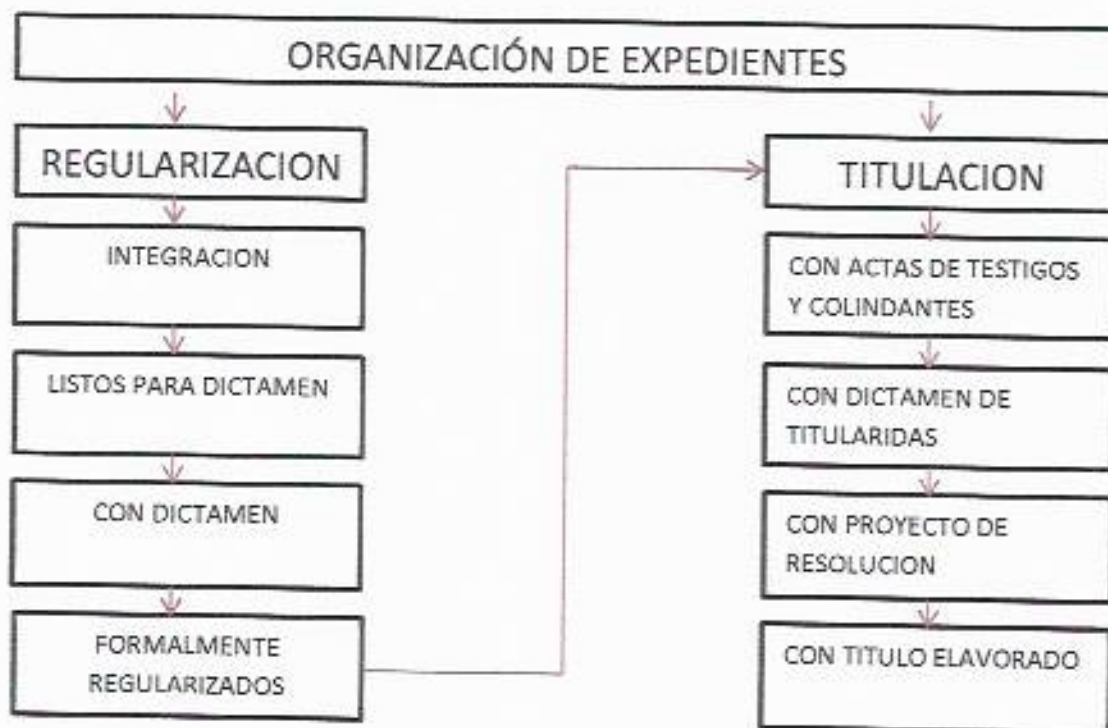 ORGANIZACIÓN DE EXPEDIENTES
REGULARIZACION
INTEGRACION
LISTOS PARA DICTAMEN
CON DICTAMEN
FORMALMENTE
REGULARIZADOS
TITULACION
CON ACTAS DE TESTIGOS
Y COLINDANTES
CON DICTAMEN DE
TITULARIDAS
CON PROYECTO DE
RESOLUCION
CON TITULO ELAVORADO